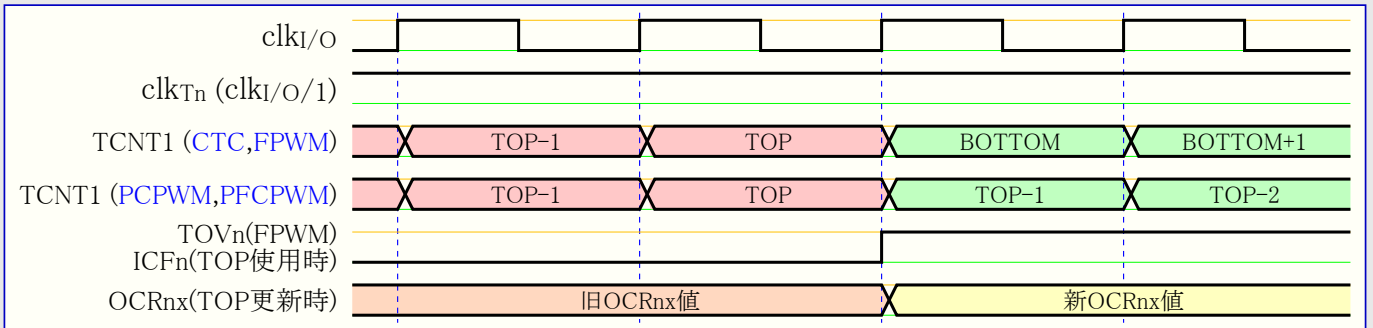 clkI/O
clkTn (clkI/O/1)
TCNT1 (CTC,FPWM) TOP-1 TOP BOTTOM BOTTOM+1
TCNT1 (PCPWM,PFCPWM) TOP-1 TOP TOP-1 TOP-2
TOVn(FPWM)
ICFn(TOP使用時)
OCRnx(TOP更新時) 旧OCRnx値 新OCRnx値